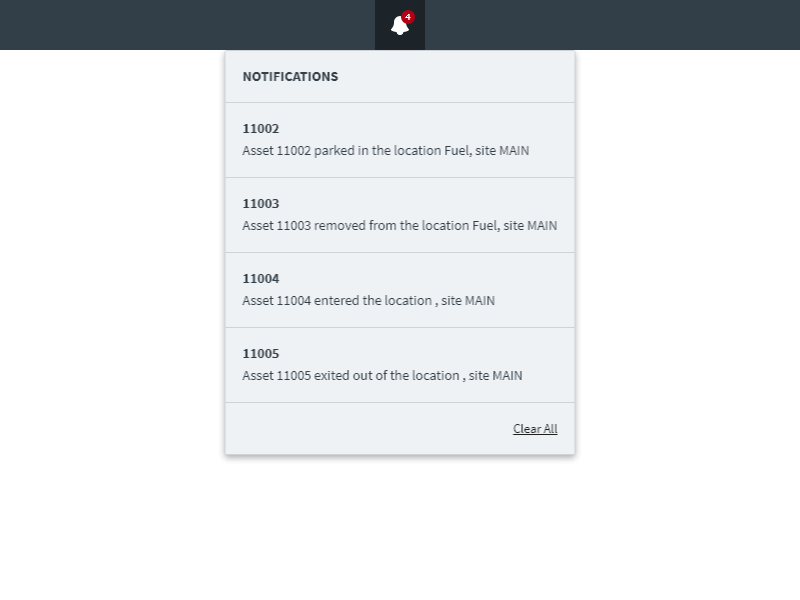 4
NOTIFICATIONS
11002
Asset 11002 parked in the location Fuel, site MAIN
11003
Asset 11003 removed from the location Fuel, site MAIN
11004
Asset 11004 entered the location , site MAIN
11005
Asset 11005 exited out of the location , site MAIN
Clear All